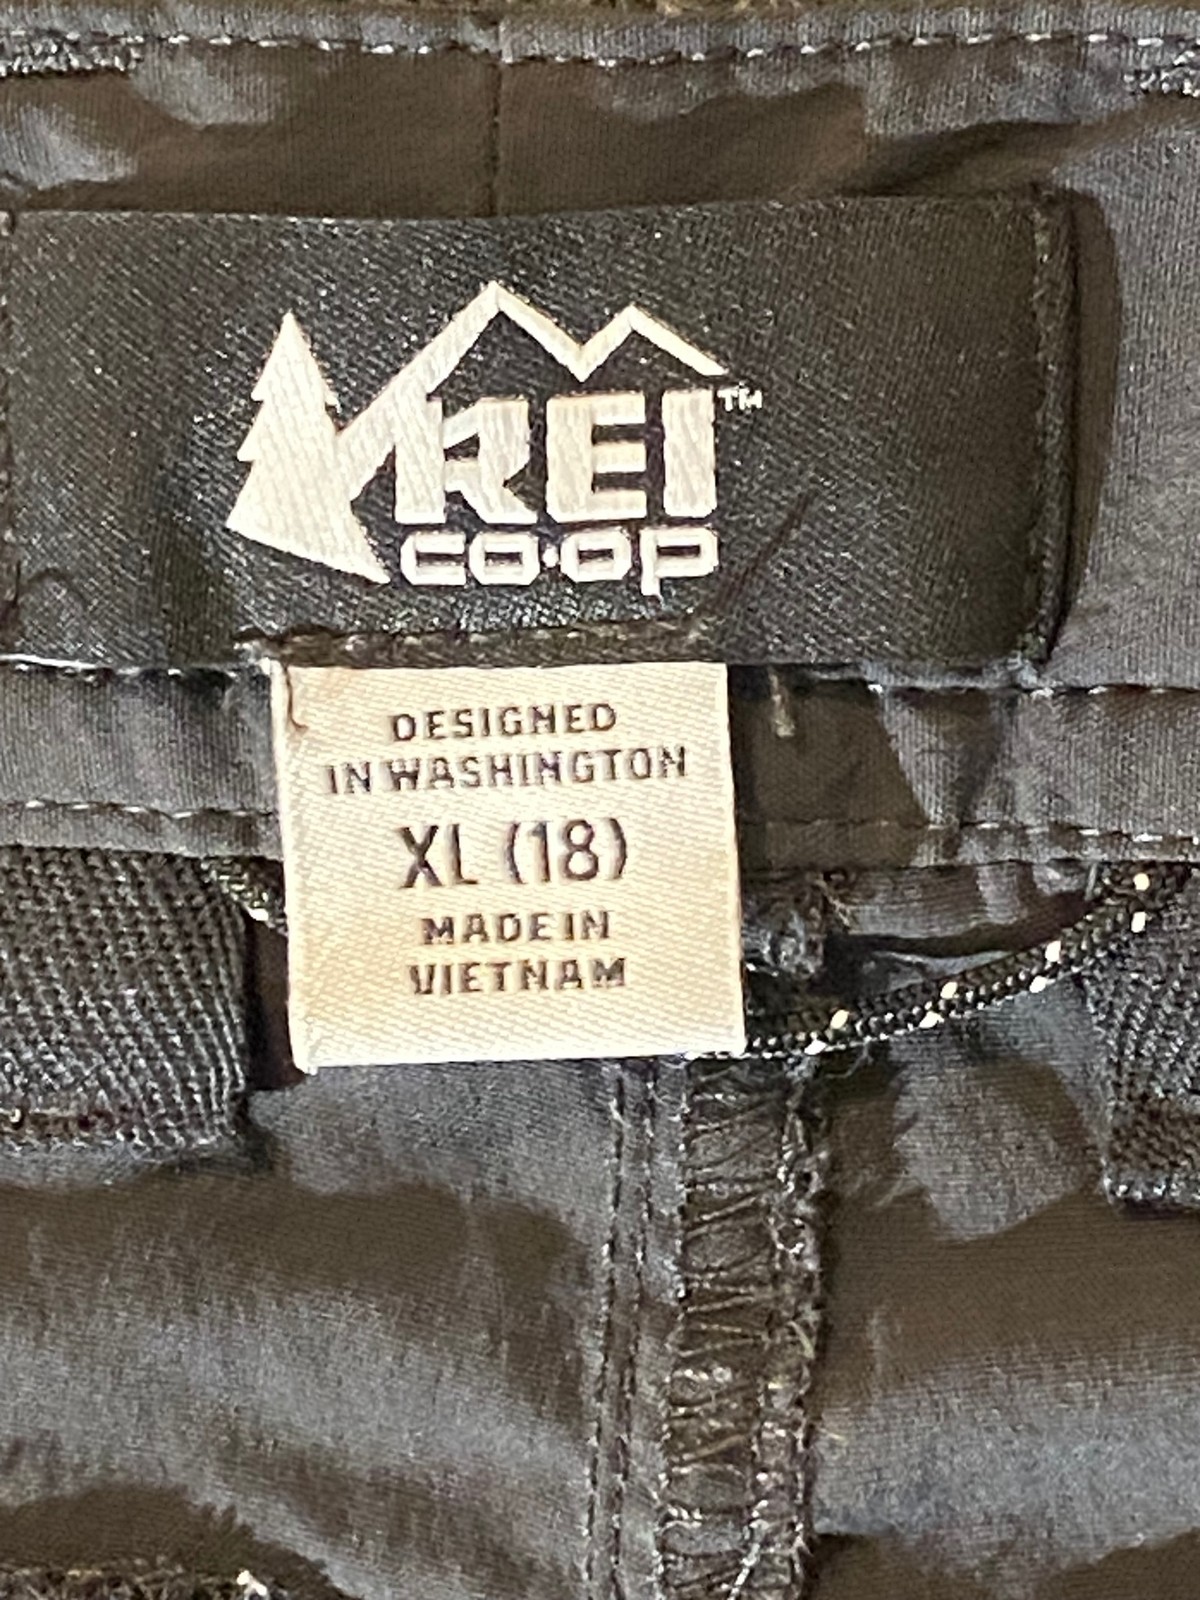 REI™
CO·OP
DESIGNED
IN WASHINGTON
XL (18)
MADE IN
VIETNAM